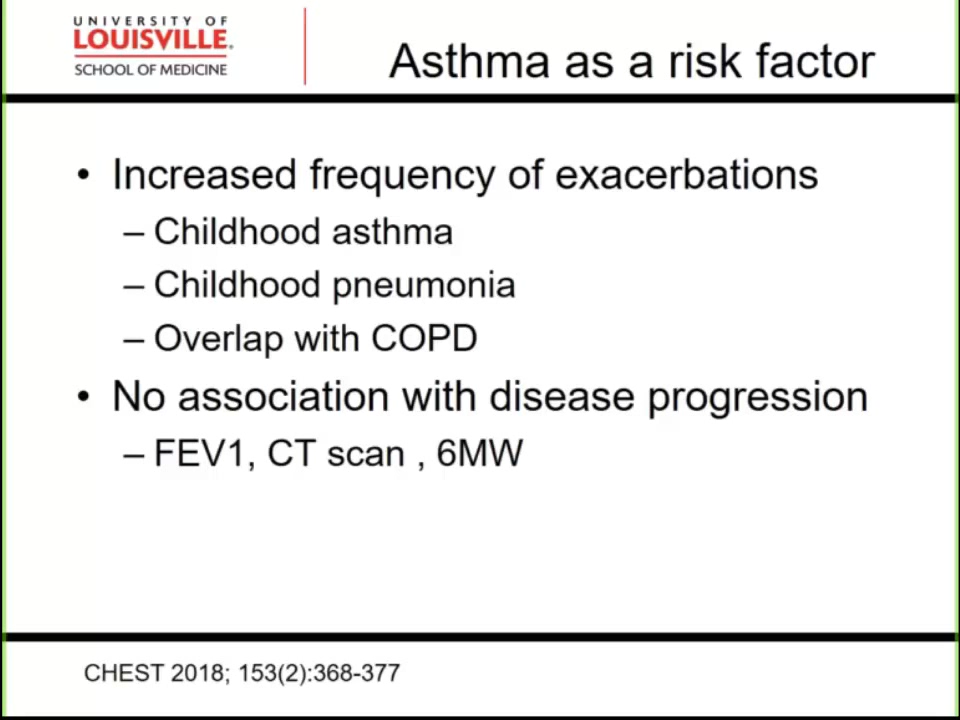 UNIVERSITY OF
LOUISVILLE.
SCHOOL OF MEDICINE
Asthma as a risk factor
• Increased frequency of exacerbations
– Childhood asthma
– Childhood pneumonia
– Overlap with COPD
• No association with disease progression
– FEV1, CT scan , 6MW
CHEST 2018; 153(2):368-377